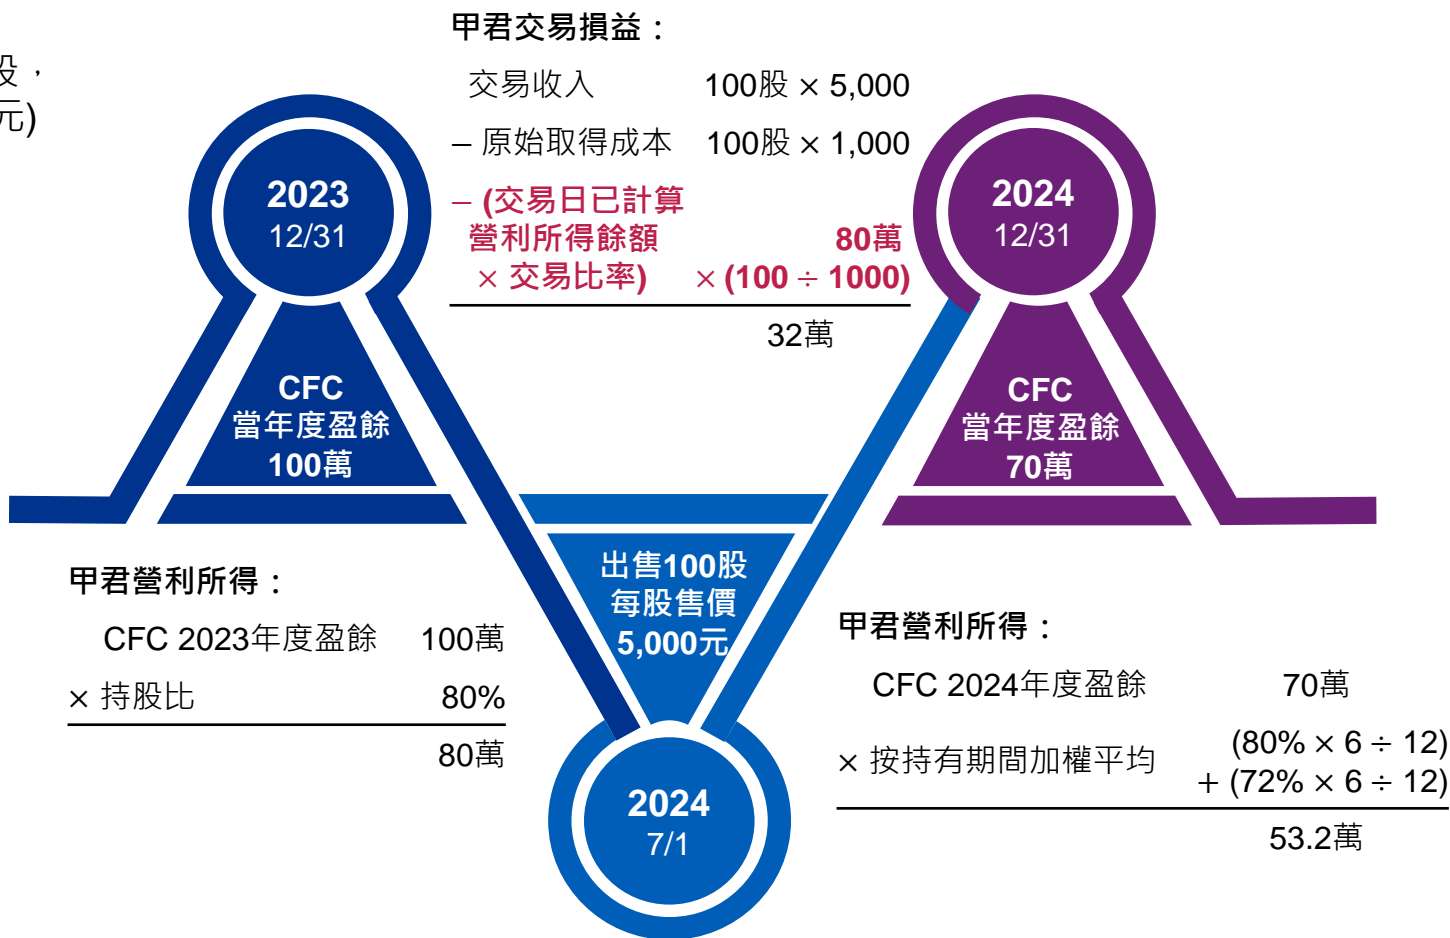 股，
元)
甲君交易損益：
交易收入 100股 × 5,000
– 原始取得成本 100股 × 1,000
– (交易日已計算
營利所得餘額 80萬
× 交易比率) × (100 ÷ 1000)
32萬
2023
12/31
2024
12/31
CFC
當年度盈餘
100萬
CFC
當年度盈餘
70萬
出售100股
每股售價
5,000元
2024
7/1
甲君營利所得：
CFC 2023年度盈餘 100萬
× 持股比 80%
80萬
甲君營利所得：
CFC 2024年度盈餘 70萬
× 按持有期間加權平均 (80% × 6 ÷ 12)
+ (72% × 6 ÷ 12)
53.2萬